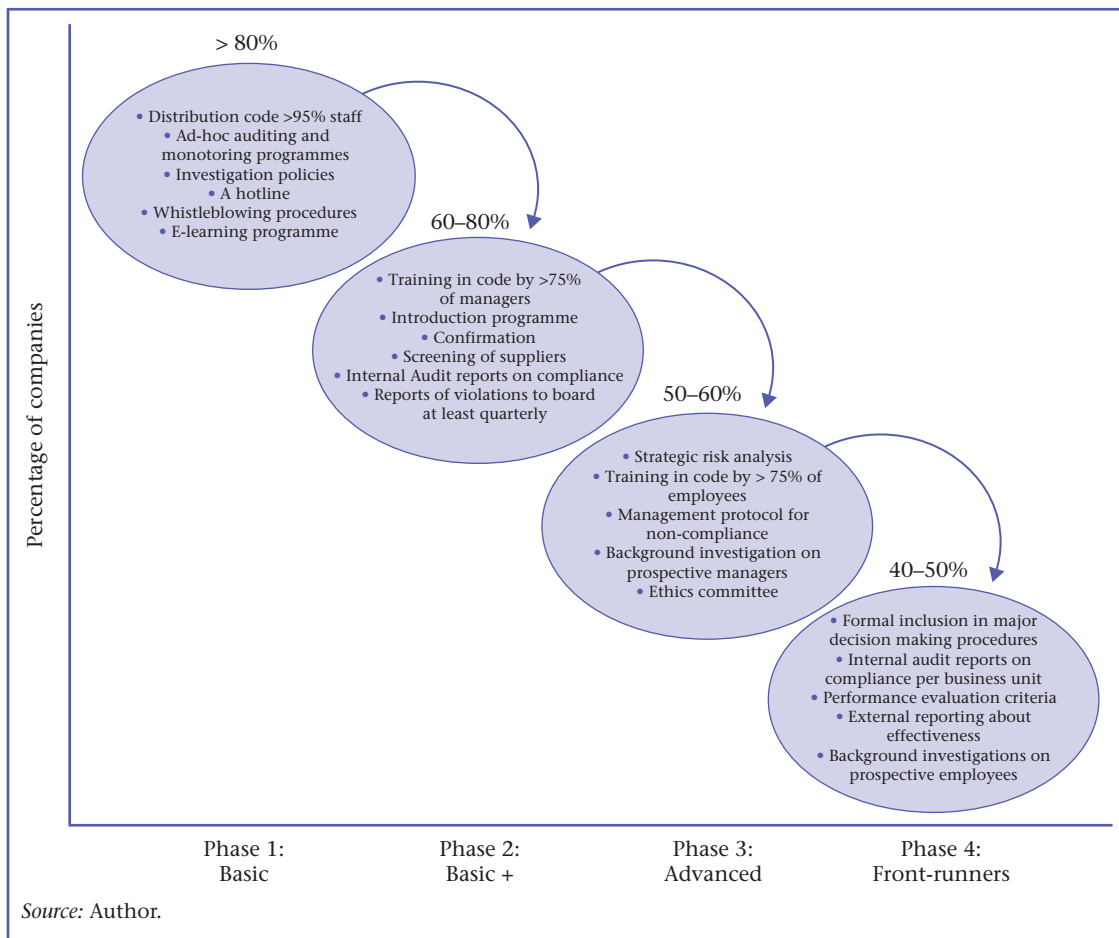 > 80%
• Distribution code >95% staff
• Ad-hoc auditing and
monotoring programmes
• Investigation policies
• A hotline
• Whistleblowing procedures
• E-learning programme
60–80%
• Training in code by >75%
of managers
• Introduction programme
• Confirmation
• Screening of suppliers
• Internal Audit reports on compliance
• Reports of violations to board
at least quarterly
50–60%
• Strategic risk analysis
• Training in code by > 75% of
employees
• Management protocol for
non-compliance
• Background investigation on
prospective managers
• Ethics committee
40–50%
• Formal inclusion in major
decision making procedures
• Internal audit reports on
compliance per business unit
• Performance evaluation criteria
• External reporting about
effectiveness
• Background investigations on
prospective employees
Percentage of companies
Phase 1:
Basic
Phase 2:
Basic +
Phase 3:
Advanced
Phase 4:
Front-runners
Source: Author.